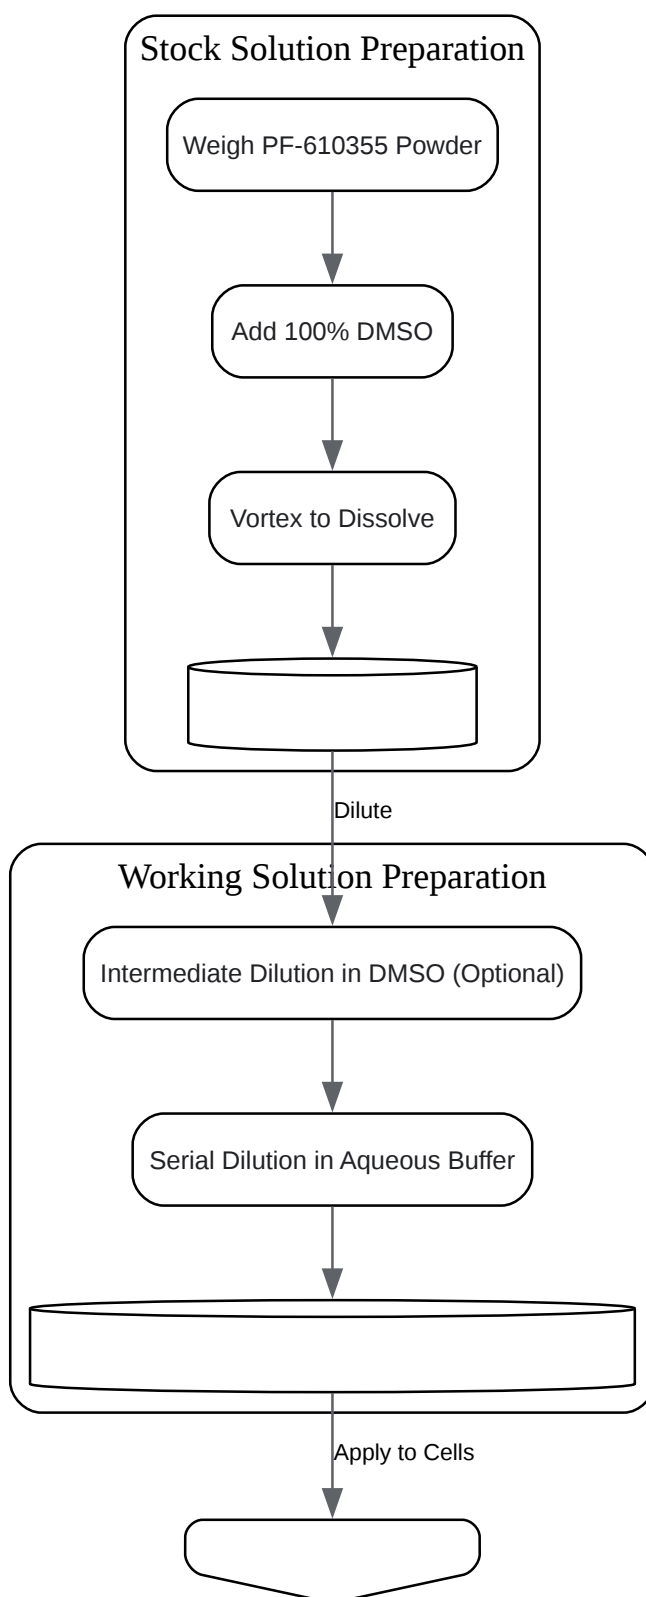 Stock Solution Preparation
Weigh PF-610355 Powder
Add 100% DMSO
Vortex to Dissolve
Dilute
Working Solution Preparation
Intermediate Dilution in DMSO (Optional)
Serial Dilution in Aqueous Buffer
Apply to Cells